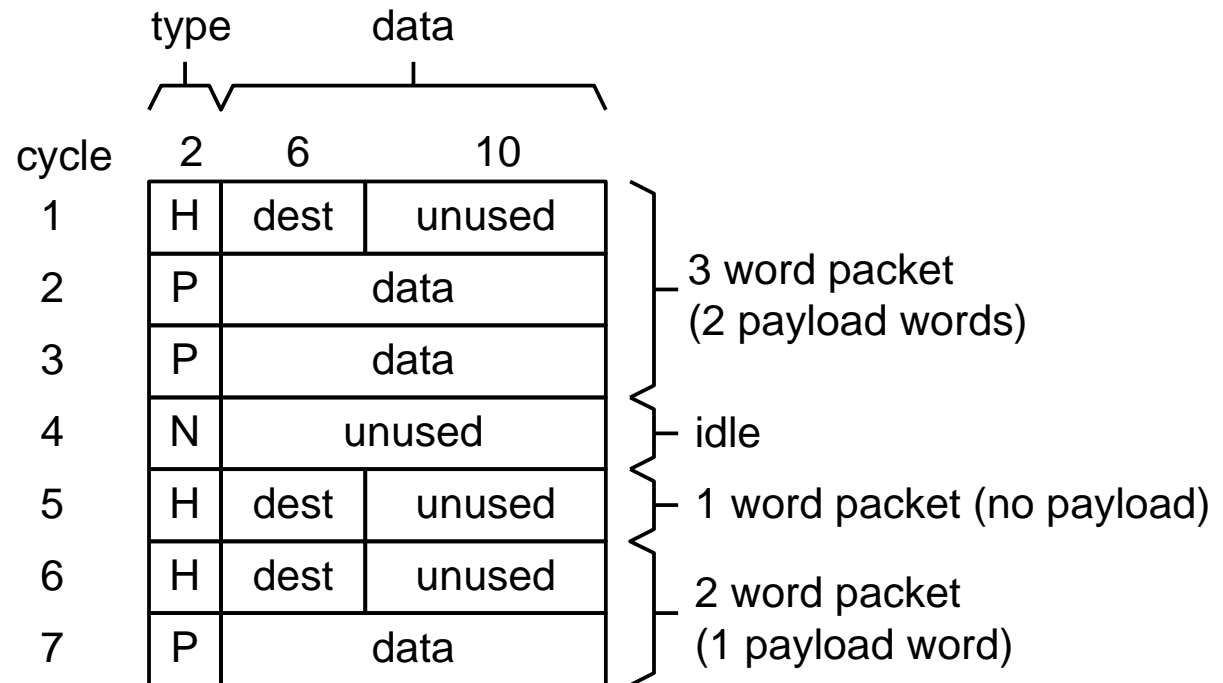 type data
cycle 2 6 10
1 H dest unused
2 P data
3 P data
3 word packet
(2 payload words)
4 N unused idle
5 H dest unused 1 word packet (no payload)
6 H dest unused
7 P data
2 word packet
(1 payload word)